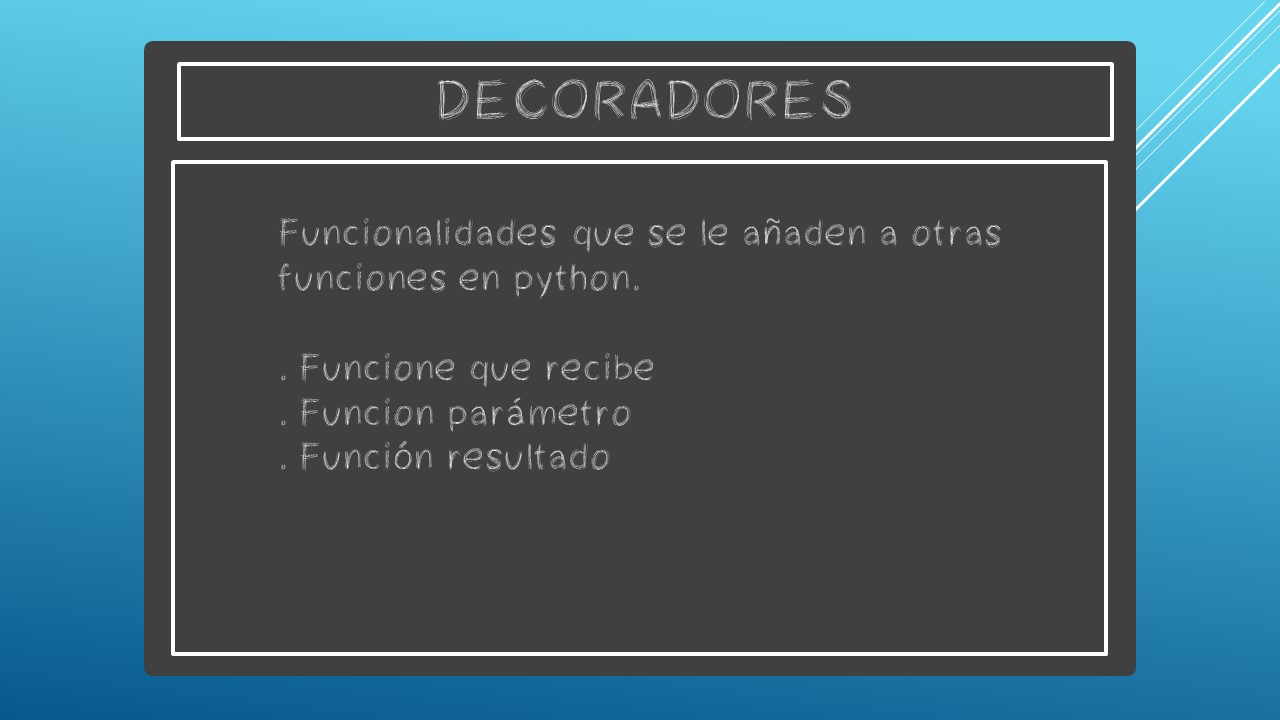 DECORADORES
Funcionalidades que se le añaden a otras
funciones en python.
. Funcione que recibe
. Funcion parámetro
. Función resultado